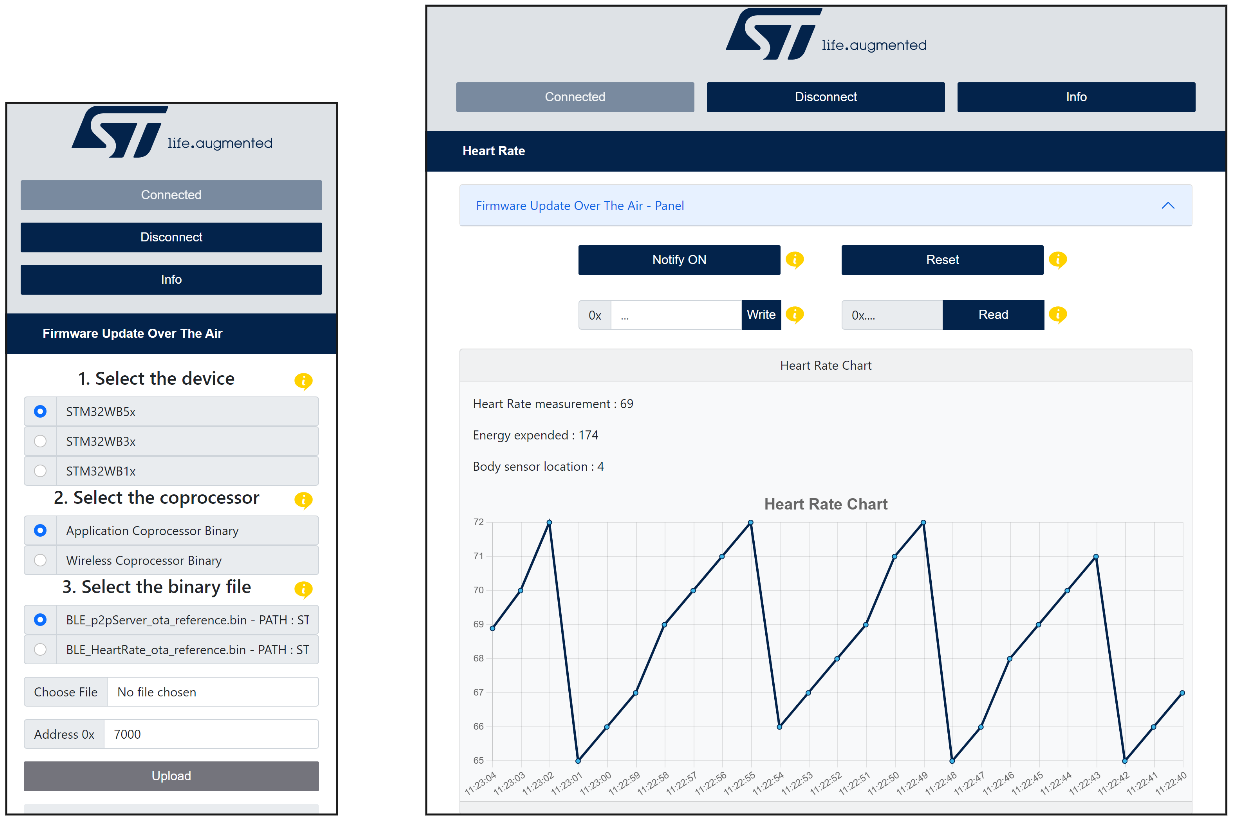 ST life.augmented
Connected
Disconnect
Info
Firmware Update Over The Air
1. Select the device
i
STM32WB5x
STM32WB3x
STM32WB1x
2. Select the coprocessor
i
Application Coprocessor Binary
Wireless Coprocessor Binary
3. Select the binary file
i
BLE_p2pServer_ota_reference.bin - PATH : ST
BLE_HeartRate_ota_reference.bin - PATH : ST
Choose File No file chosen
Address 0x 7000
Upload
ST life.augmented
Connected Disconnect Info
Heart Rate
Firmware Update Over The Air - Panel
Notify ON i Reset i
0x ... Write i 0x.... Read i
Heart Rate Chart
Heart Rate measurement : 69
Energy expended : 174
Body sensor location : 4
Heart Rate Chart
72
71
70
69
68
67
66
65
11:23:04 11:23:03 11:23:02 11:23:01 11:23:00 11:22:59 11:22:58 11:22:57 11:22:56 11:22:55 11:22:54 11:22:53 11:22:52 11:22:51 11:22:50 11:22:49 11:22:48 11:22:47 11:22:46 11:22:45 11:22:44 11:22:43 11:22:42 11:22:41 11:22:40